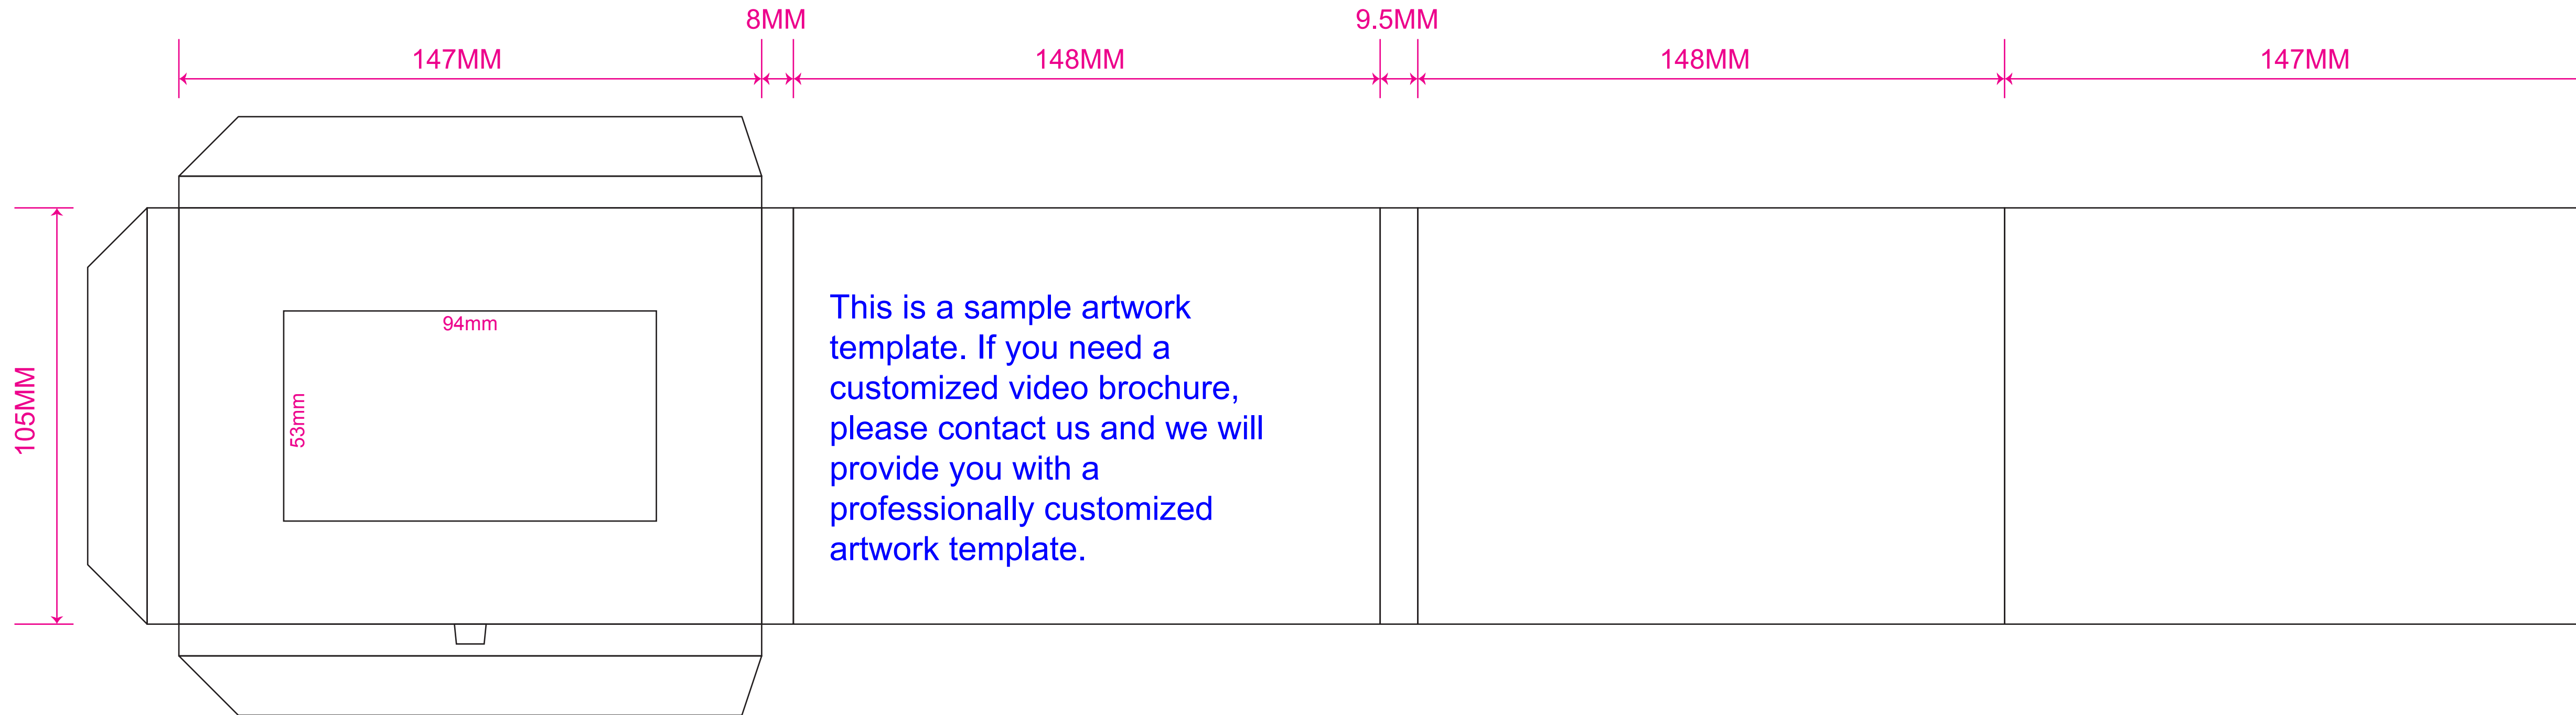 8MM
9.5MM
147MM
148MM
148MM
147MM
105MM
94mm
53mm
This is a sample artwork
template. If you need a
customized video brochure,
please contact us and we will
provide you with a
professionally customized
artwork template.